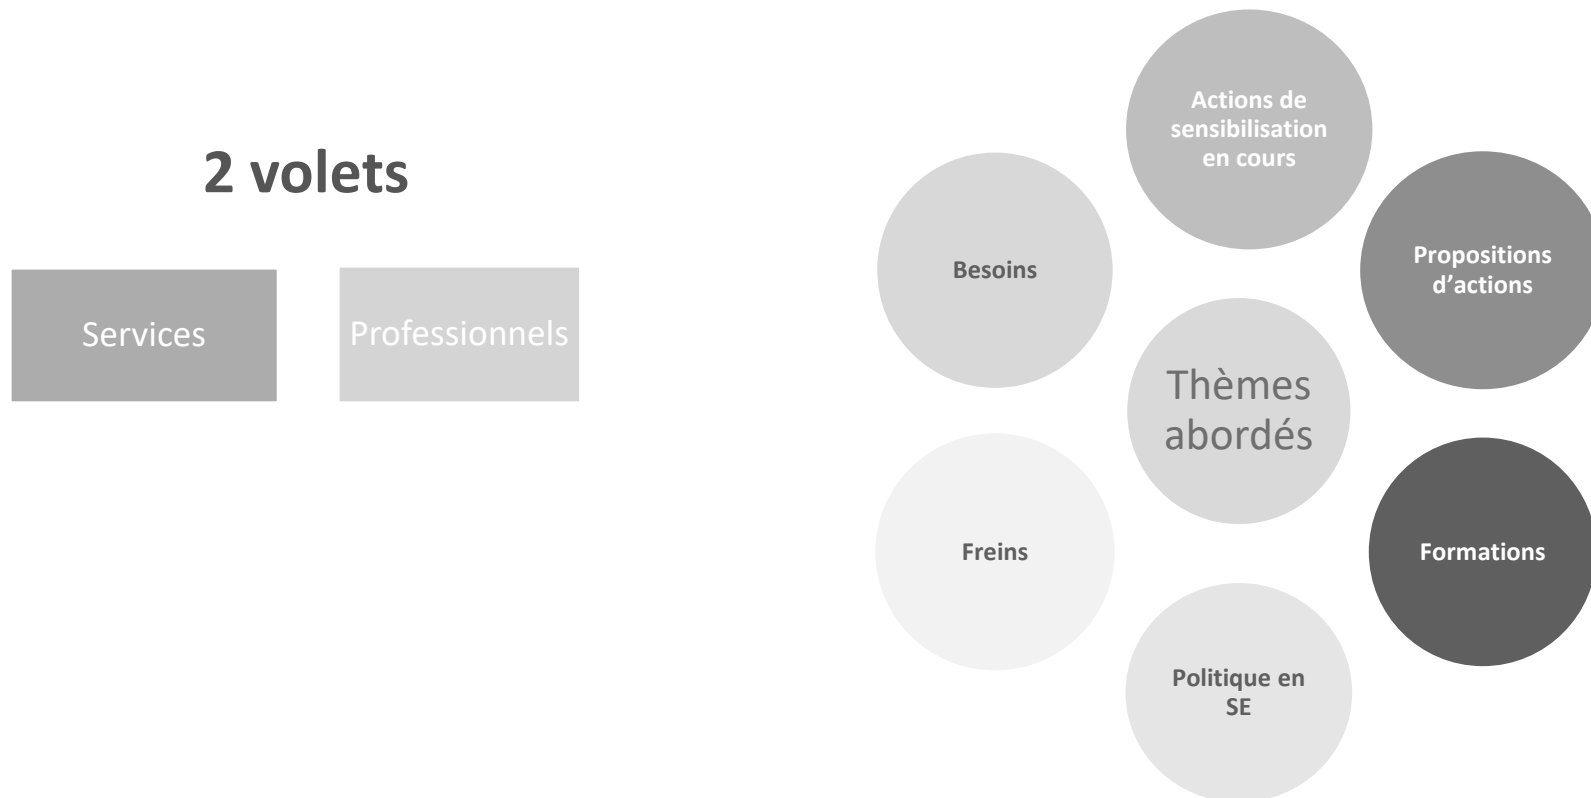 2 volets
Services
Professionnels
Actions de
sensibilisation
en cours
Propositions
d’actions
Formations
Politique en
SE
Freins
Besoins
Thèmes
abordés